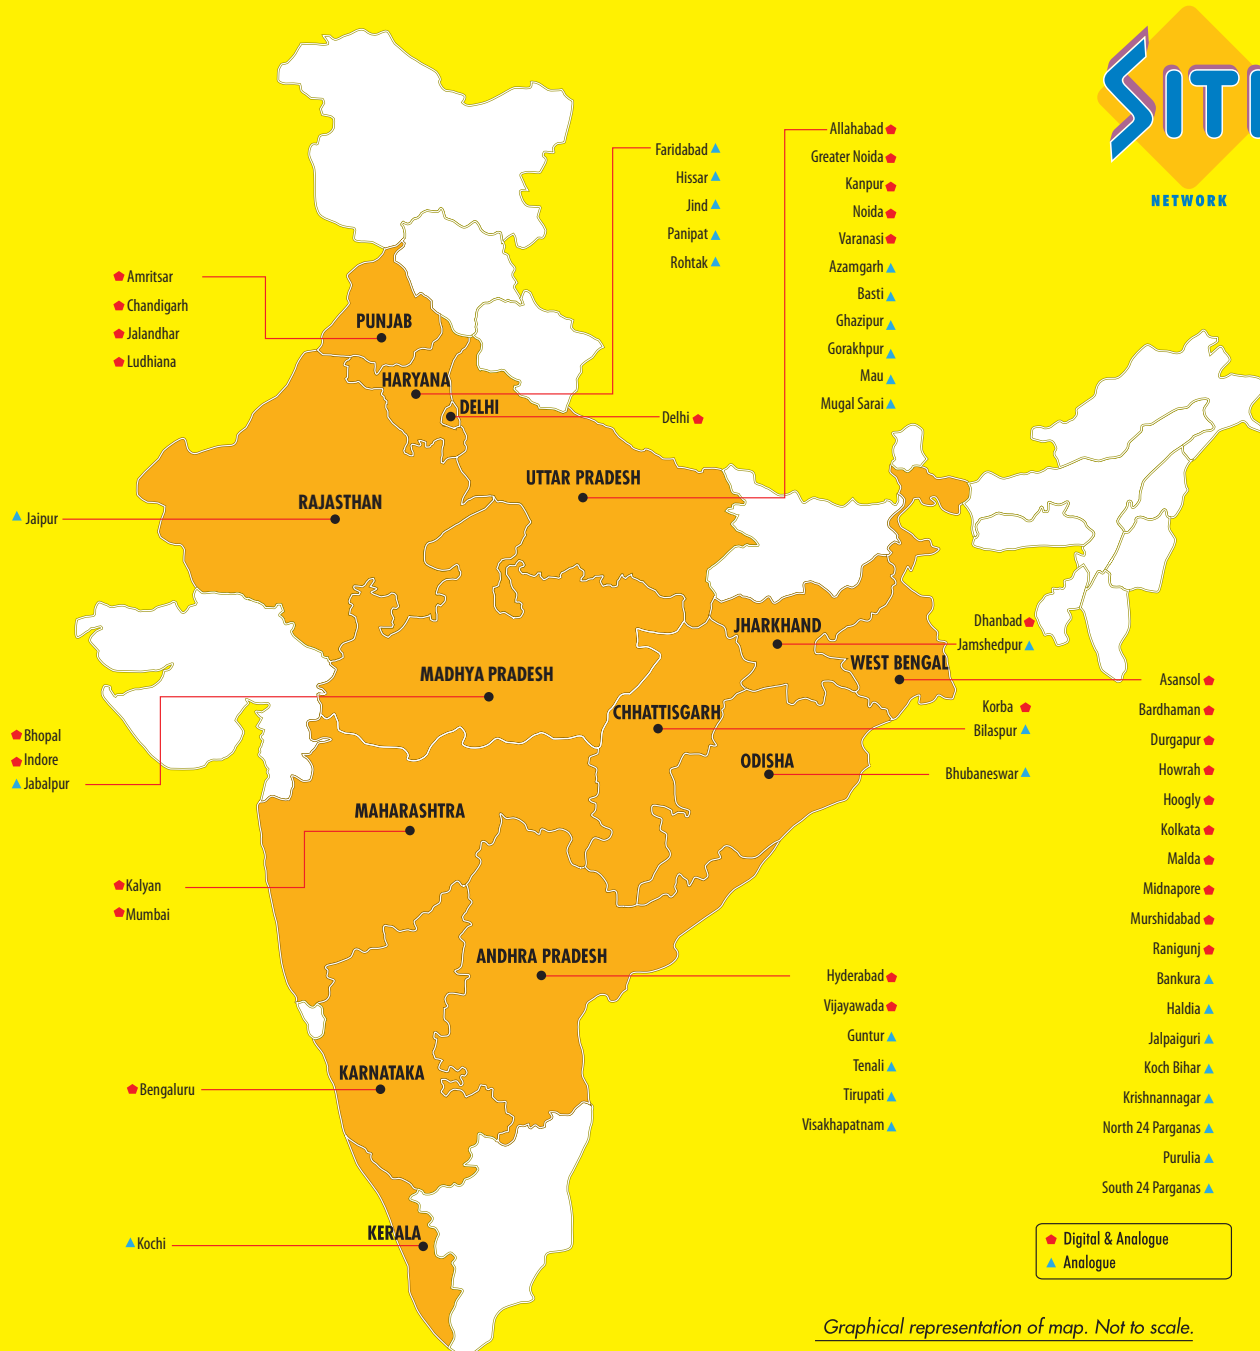 SITI
NETWORK
Allahabad
Greater Noida
Kanpur
Noida
Varanasi
Azamgarh
Basti
Ghazipur
Gorakhpur
Mau
Mugal Sarai
Faridabad
Hissar
Jind
Panipat
Rohtak
Amritsar
Chandigarh
Jalandhar
Ludhiana
PUNJAB
HARYANA
DELHI
Delhi
UTTAR PRADESH
RAJASTHAN
Jaipur
JHARKHAND
Dhanbad
Jamshedpur
WEST BENGAL
MADHYA PRADESH
Bhopal
Indore
Jabalpur
CHHATTISGARH
Korba
Bilaspur
ODISHA
Bhubaneswar
Asansol
Bardhaman
Durgapur
Howrah
Hoogly
Kolkata
Malda
Midnapore
Murshidabad
Ranigunj
Bankura
Haldia
Jalpaiguri
Koch Bihar
Krishnannagar
North 24 Parganas
Purulia
South 24 Parganas
MAHARASHTRA
Kalyan
Mumbai
ANDHRA PRADESH
Hyderabad
Vijayawada
Guntur
Tenali
Tirupati
Visakhapatnam
KARNATAKA
Bengaluru
KERALA
Kochi
Digital & Analogue
Analogue
Graphical representation of map. Not to scale.